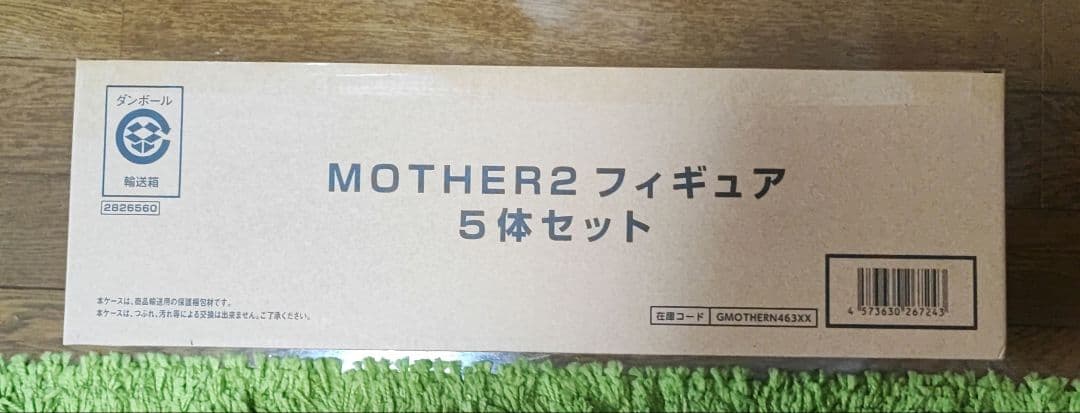 ダンボール
輸送箱
2826560
MOTHER2 フィギュア
5体セット
本ケースは、商品輸送用の保護梱包材です。
本ケースは、つぶれ、汚れ等による交換は出来ません。ご了承ください。
在庫コード GMOTHERN463XX
4 573630 267243